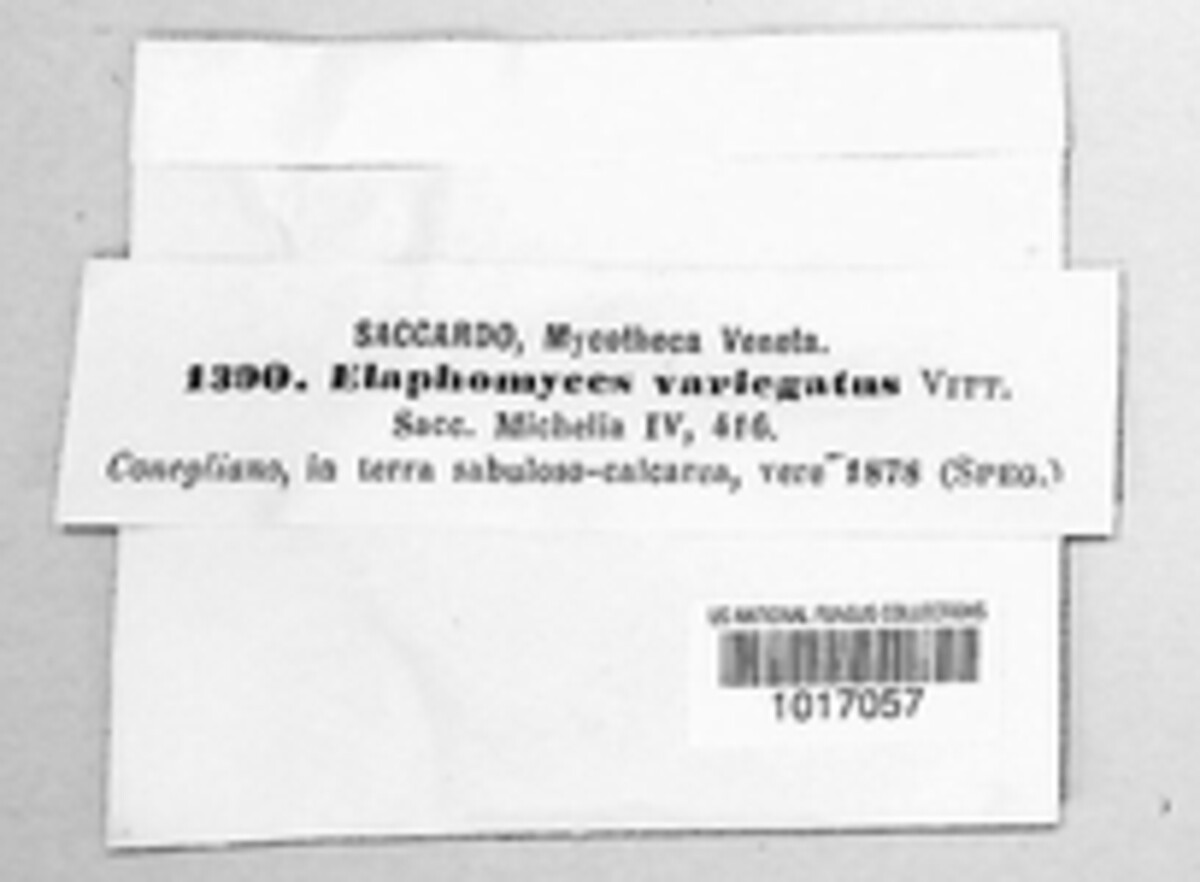 SACCARDO, Mycotheca Veneta.
1390. Elaphomyces variegatus VITT.
Sacc. Michelia IV, 416.
Conegliano, in terra sabuloso-calcarea, vere 1878 (SPEG.)
US NATIONAL FUNGUS COLLECTIONS
1017057